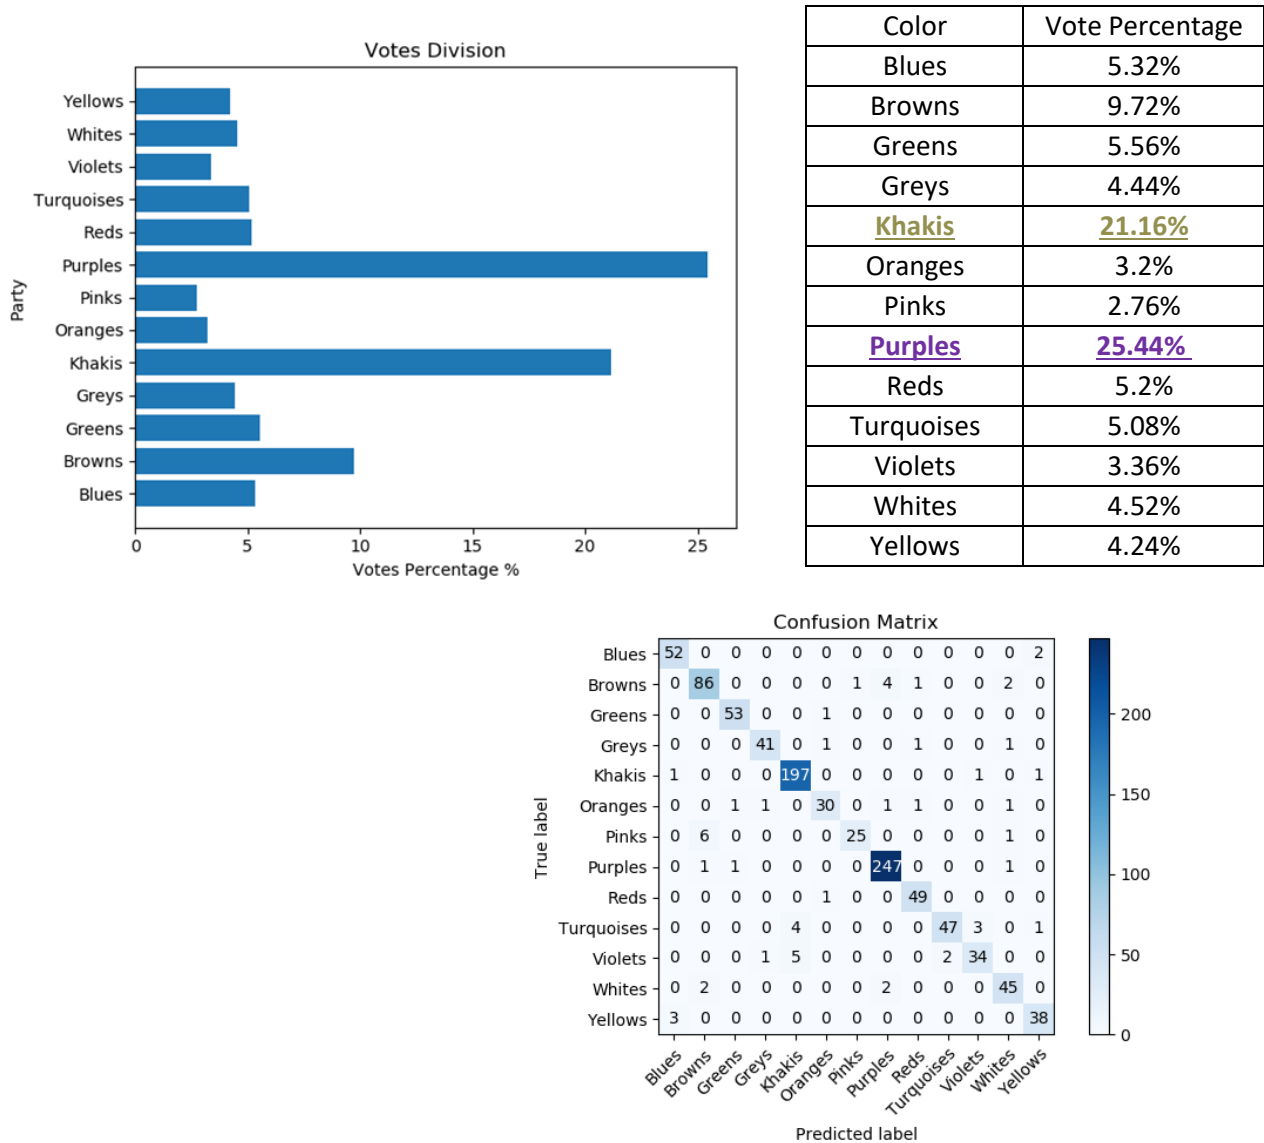 Votes Division
Party
Yellows
Whites
Violets
Turquoises
Reds
Purples
Pinks
Oranges
Khakis
Greys
Greens
Browns
Blues
0 5 10 15 20 25
Votes Percentage %
Color Vote Percentage
Blues 5.32%
Browns 9.72%
Greens 5.56%
Greys 4.44%
Khakis 21.16%
Oranges 3.2%
Pinks 2.76%
Purples 25.44%
Reds 5.2%
Turquoises 5.08%
Violets 3.36%
Whites 4.52%
Yellows 4.24%
Confusion Matrix
True label
Blues 52 0 0 0 0 0 0 0 0 0 0 0 2
Browns 0 86 0 0 0 0 1 4 1 0 0 2 0
Greens 0 0 53 0 0 1 0 0 0 0 0 0 0
Greys 0 0 0 41 0 1 0 0 1 0 0 1 0
Khakis 1 0 0 0 197 0 0 0 0 0 1 0 1
Oranges 0 0 1 1 0 30 0 1 1 0 0 1 0
Pinks 0 6 0 0 0 0 25 0 0 0 0 1 0
Purples 0 1 1 0 0 0 0 247 0 0 0 1 0
Reds 0 0 0 0 0 1 0 0 49 0 0 0 0
Turquoises 0 0 0 0 4 0 0 0 0 47 3 0 1
Violets 0 0 0 1 5 0 0 0 0 2 34 0 0
Whites 0 2 0 0 0 0 0 2 0 0 0 45 0
Yellows 3 0 0 0 0 0 0 0 0 0 0 0 38
Blues Browns Greens Greys Khakis Oranges Pinks Purples Reds Turquoises Violets Whites Yellows
Predicted label
200
150
100
50
0